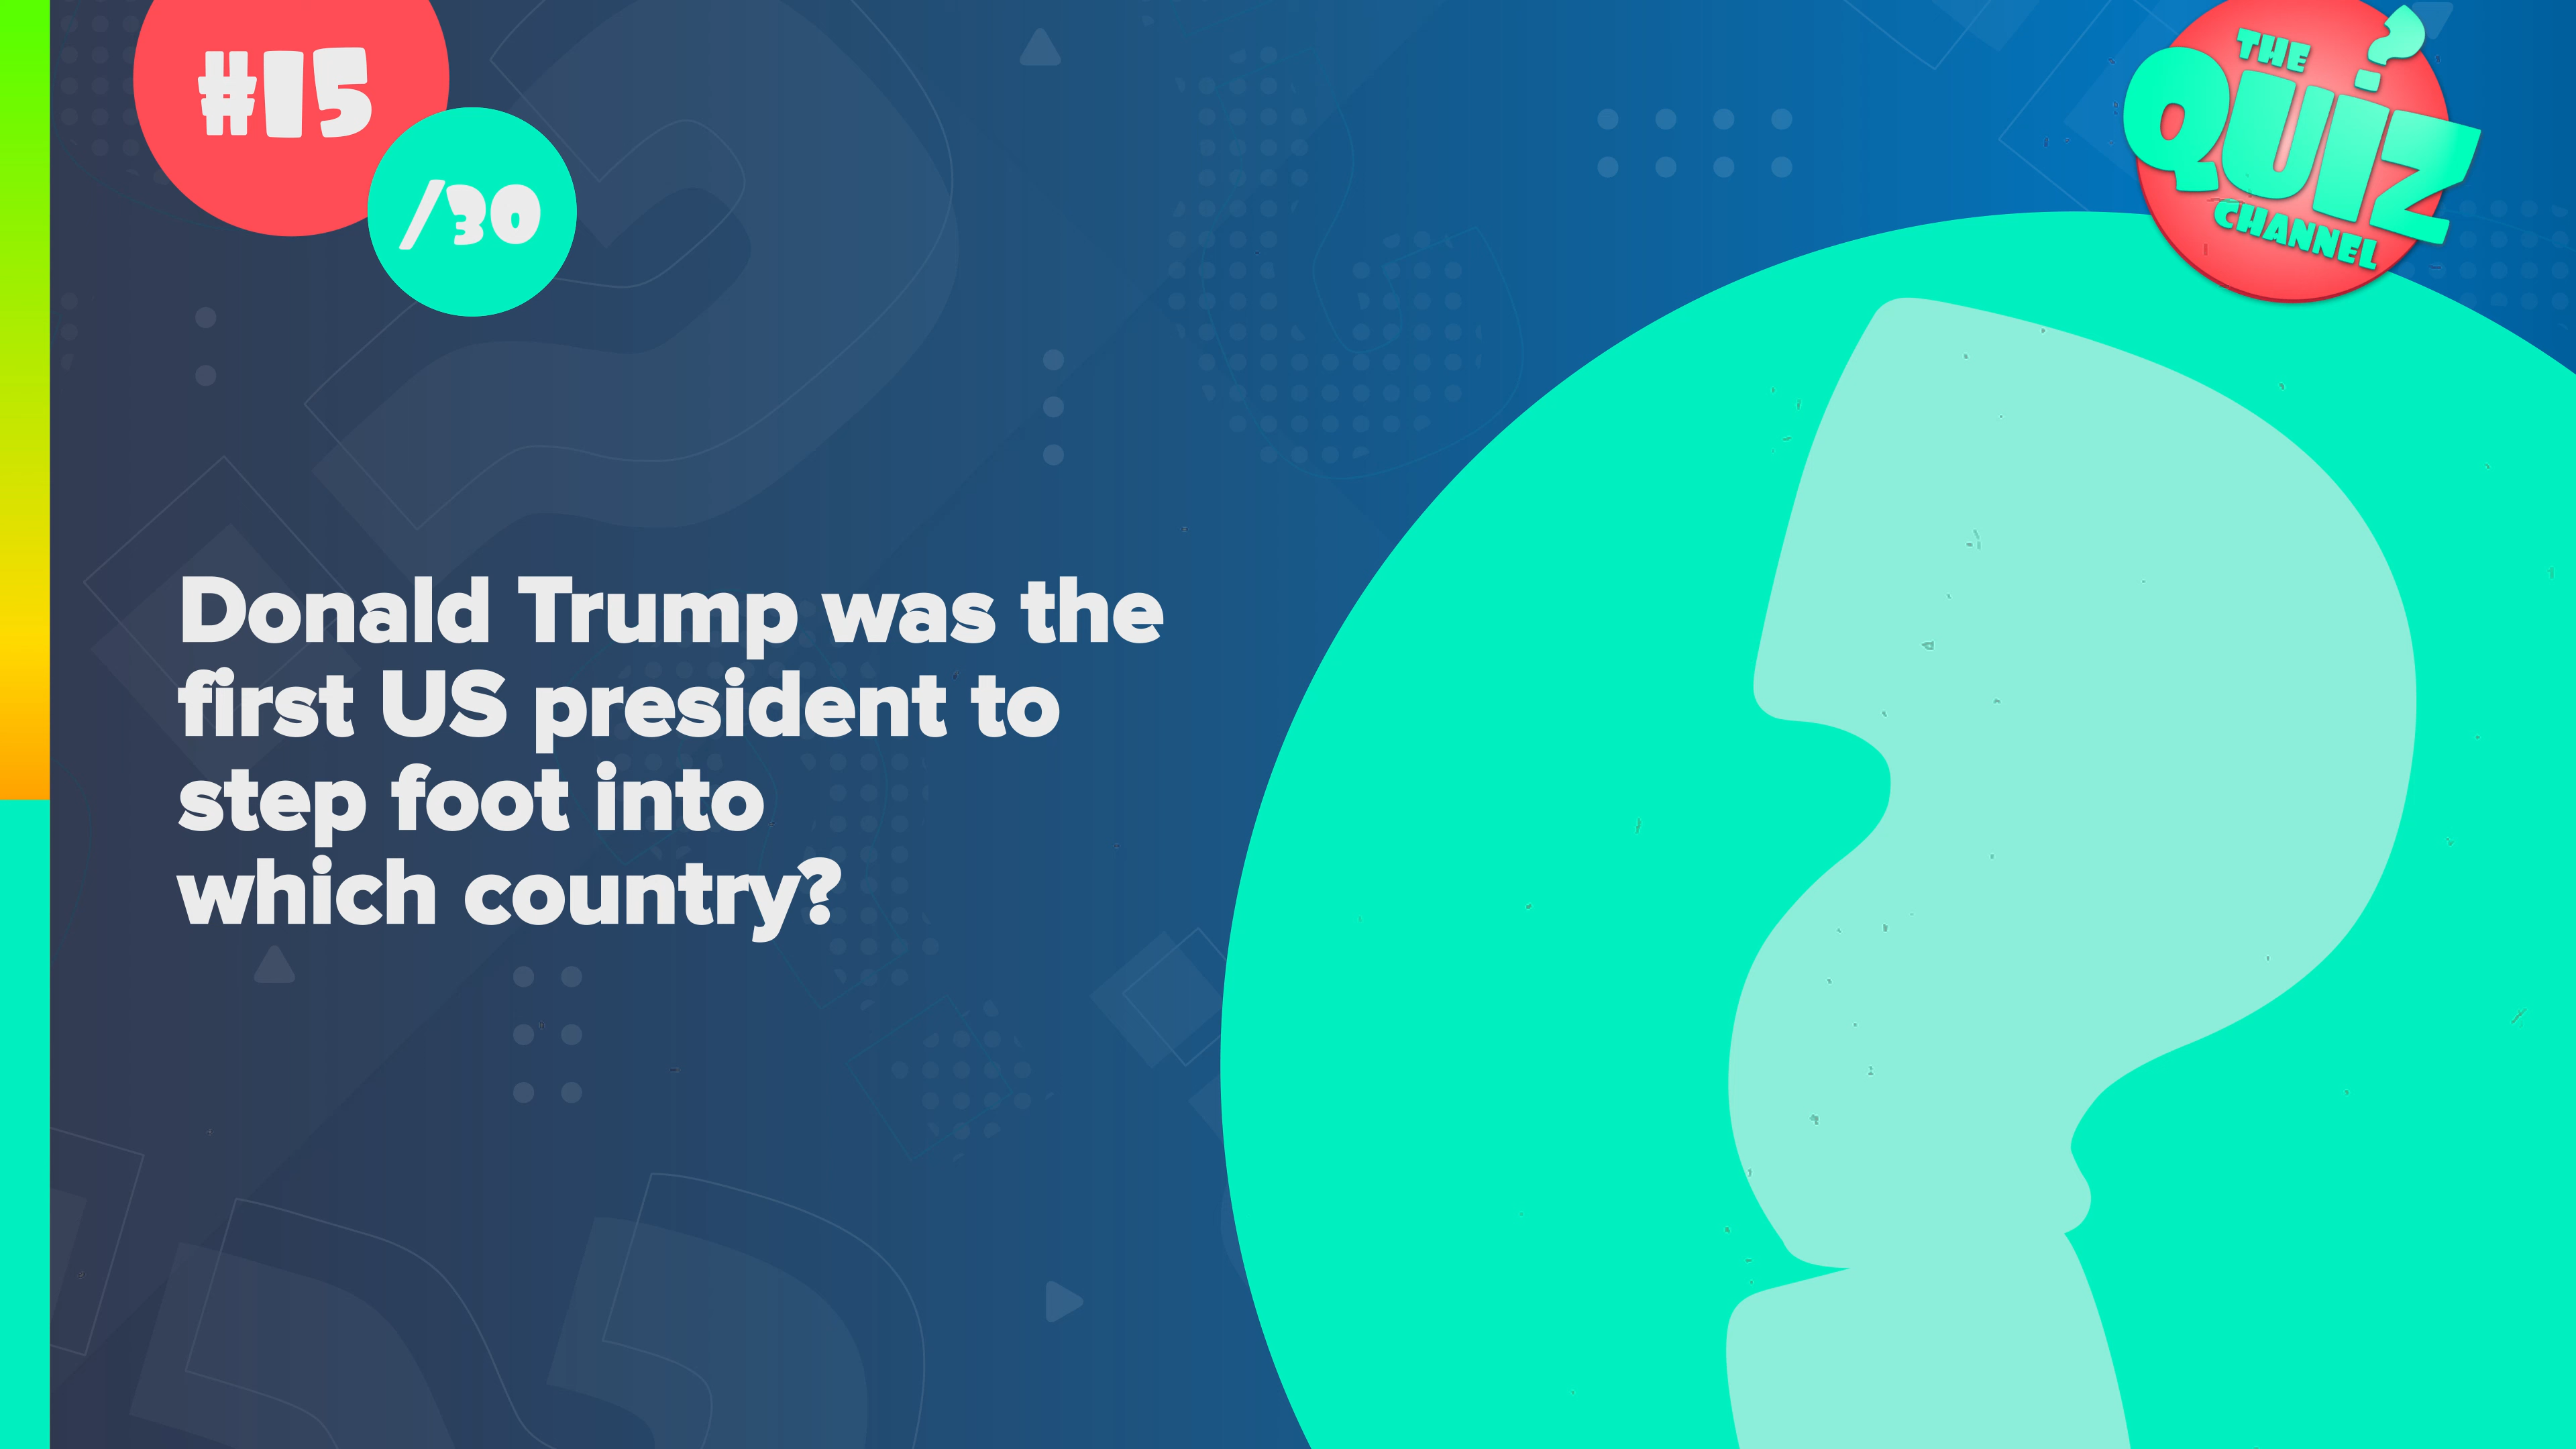 #15
/30
THE
QUIZ
CHANNEL
Donald Trump was the
first US president to
step foot into
which country?